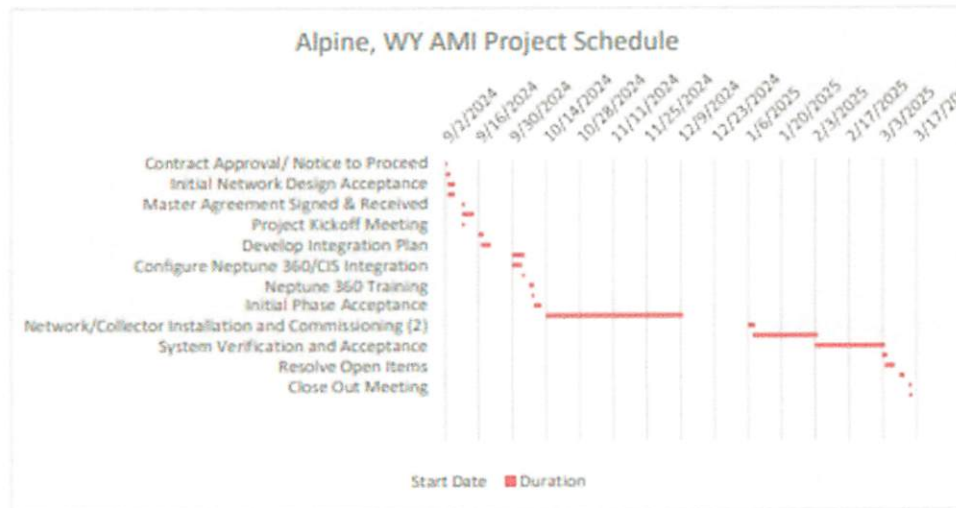 Alpine, WY AMI Project Schedule
9/2/2024
9/16/2024
9/30/2024
10/14/2024
10/28/2024
11/11/2024
11/25/2024
12/9/2024
12/23/2024
1/6/2025
1/20/2025
2/3/2025
2/17/2025
3/3/2025
3/17/20
Contract Approval/ Notice to Proceed
Initial Network Design Acceptance
Master Agreement Signed & Received
Project Kickoff Meeting
Develop Integration Plan
Configure Neptune 360/CIS Integration
Neptune 360 Training
Initial Phase Acceptance
Network/Collector Installation and Commissioning (2)
System Verification and Acceptance
Resolve Open Items
Close Out Meeting
Start Date Duration